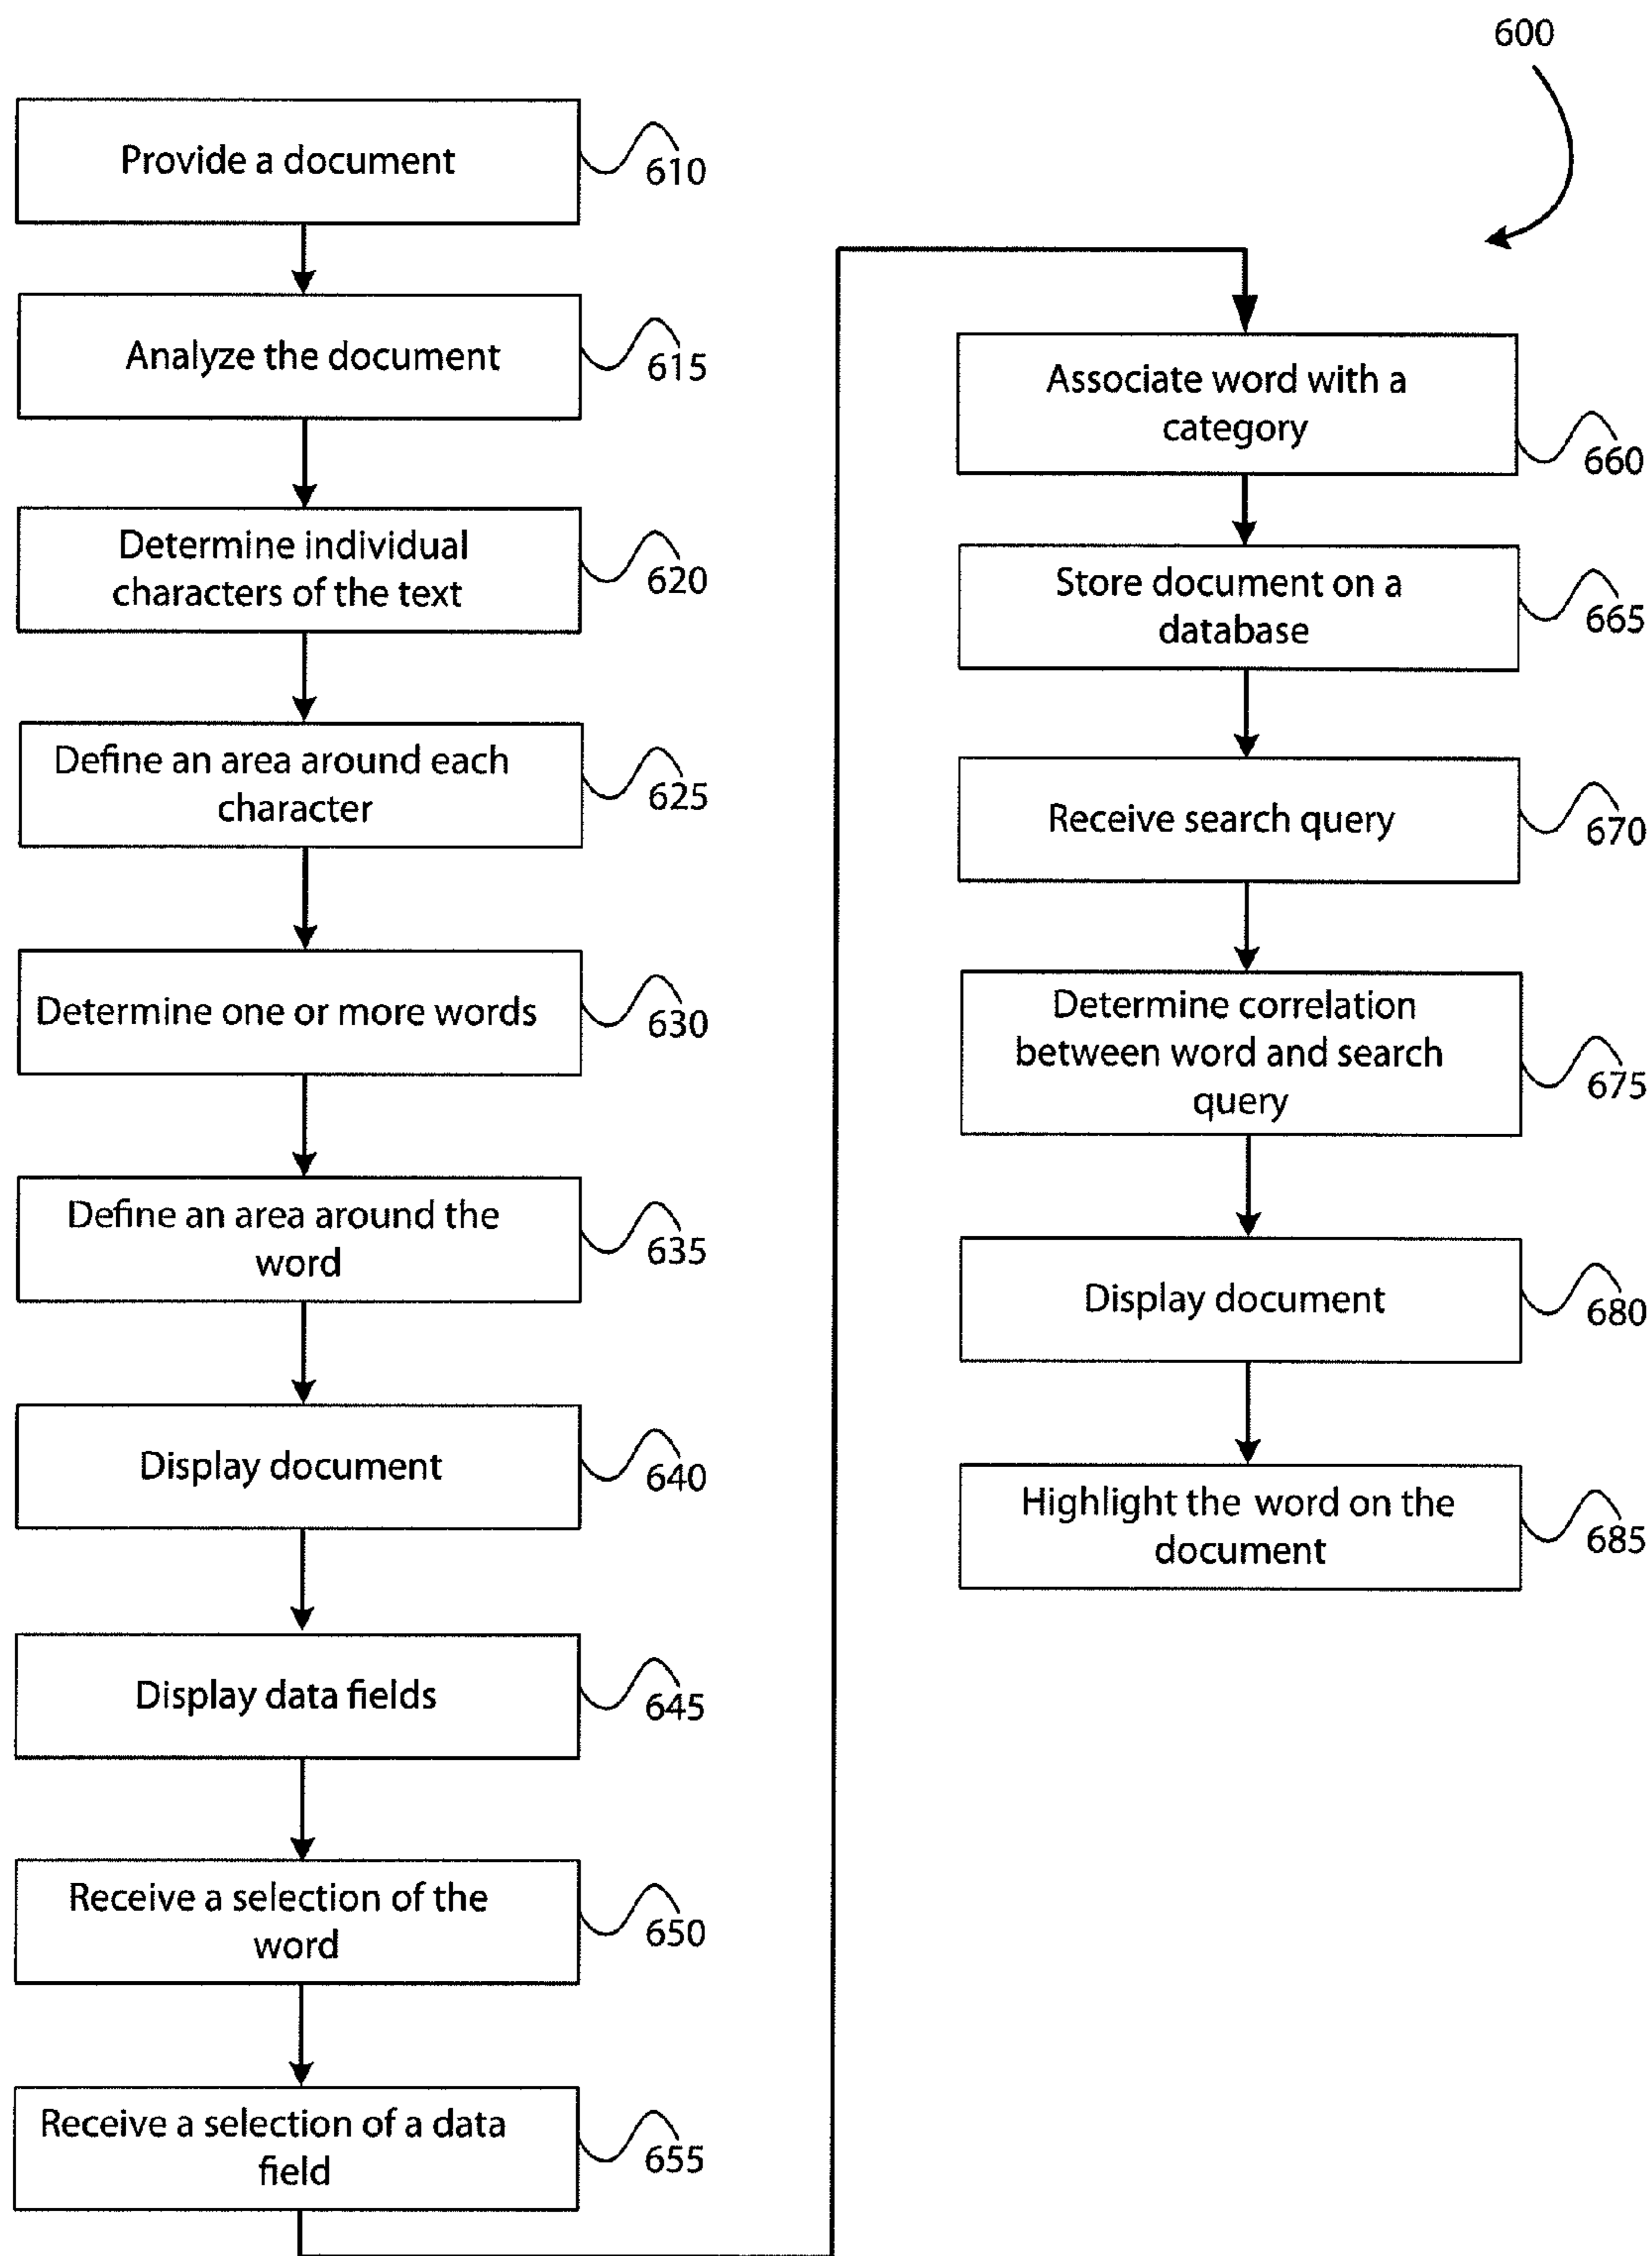 600
Provide a document
610
Analyze the document
615
Determine individual
characters of the text
620
Define an area around each
character
625
Determine one or more words
630
Define an area around the
word
635
Display document
640
Display data fields
645
Receive a selection of the
word
650
Receive a selection of a data
field
655
Associate word with a
category
660
Store document on a
database
665
Receive search query
670
Determine correlation
between word and search
query
675
Display document
680
Highlight the word on the
document
685